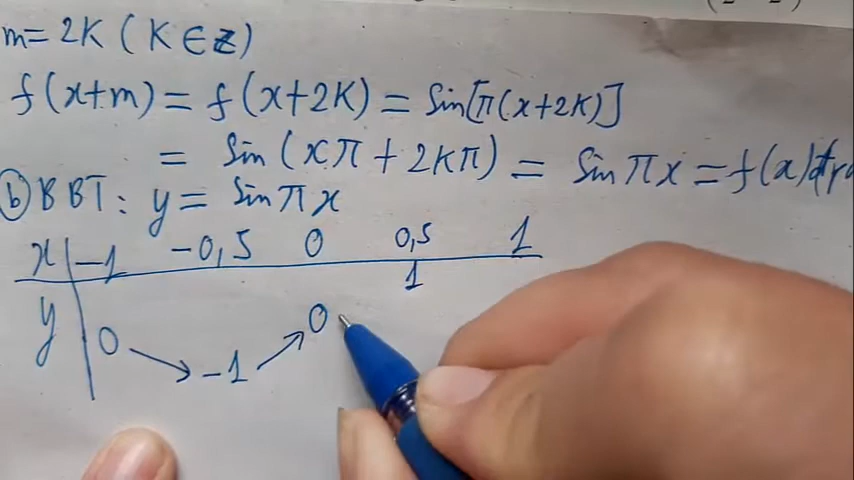 m = 2K (K ∈ Z)
f(x+m) = f(x+2K) = Sin[π(x+2K)]
= Sin (xπ + 2Kπ) = Sin πx = f(x)
b BBT: y = Sin πx
x -1 -0,5 0 0,5 1
1
y 0 → -1 → 0